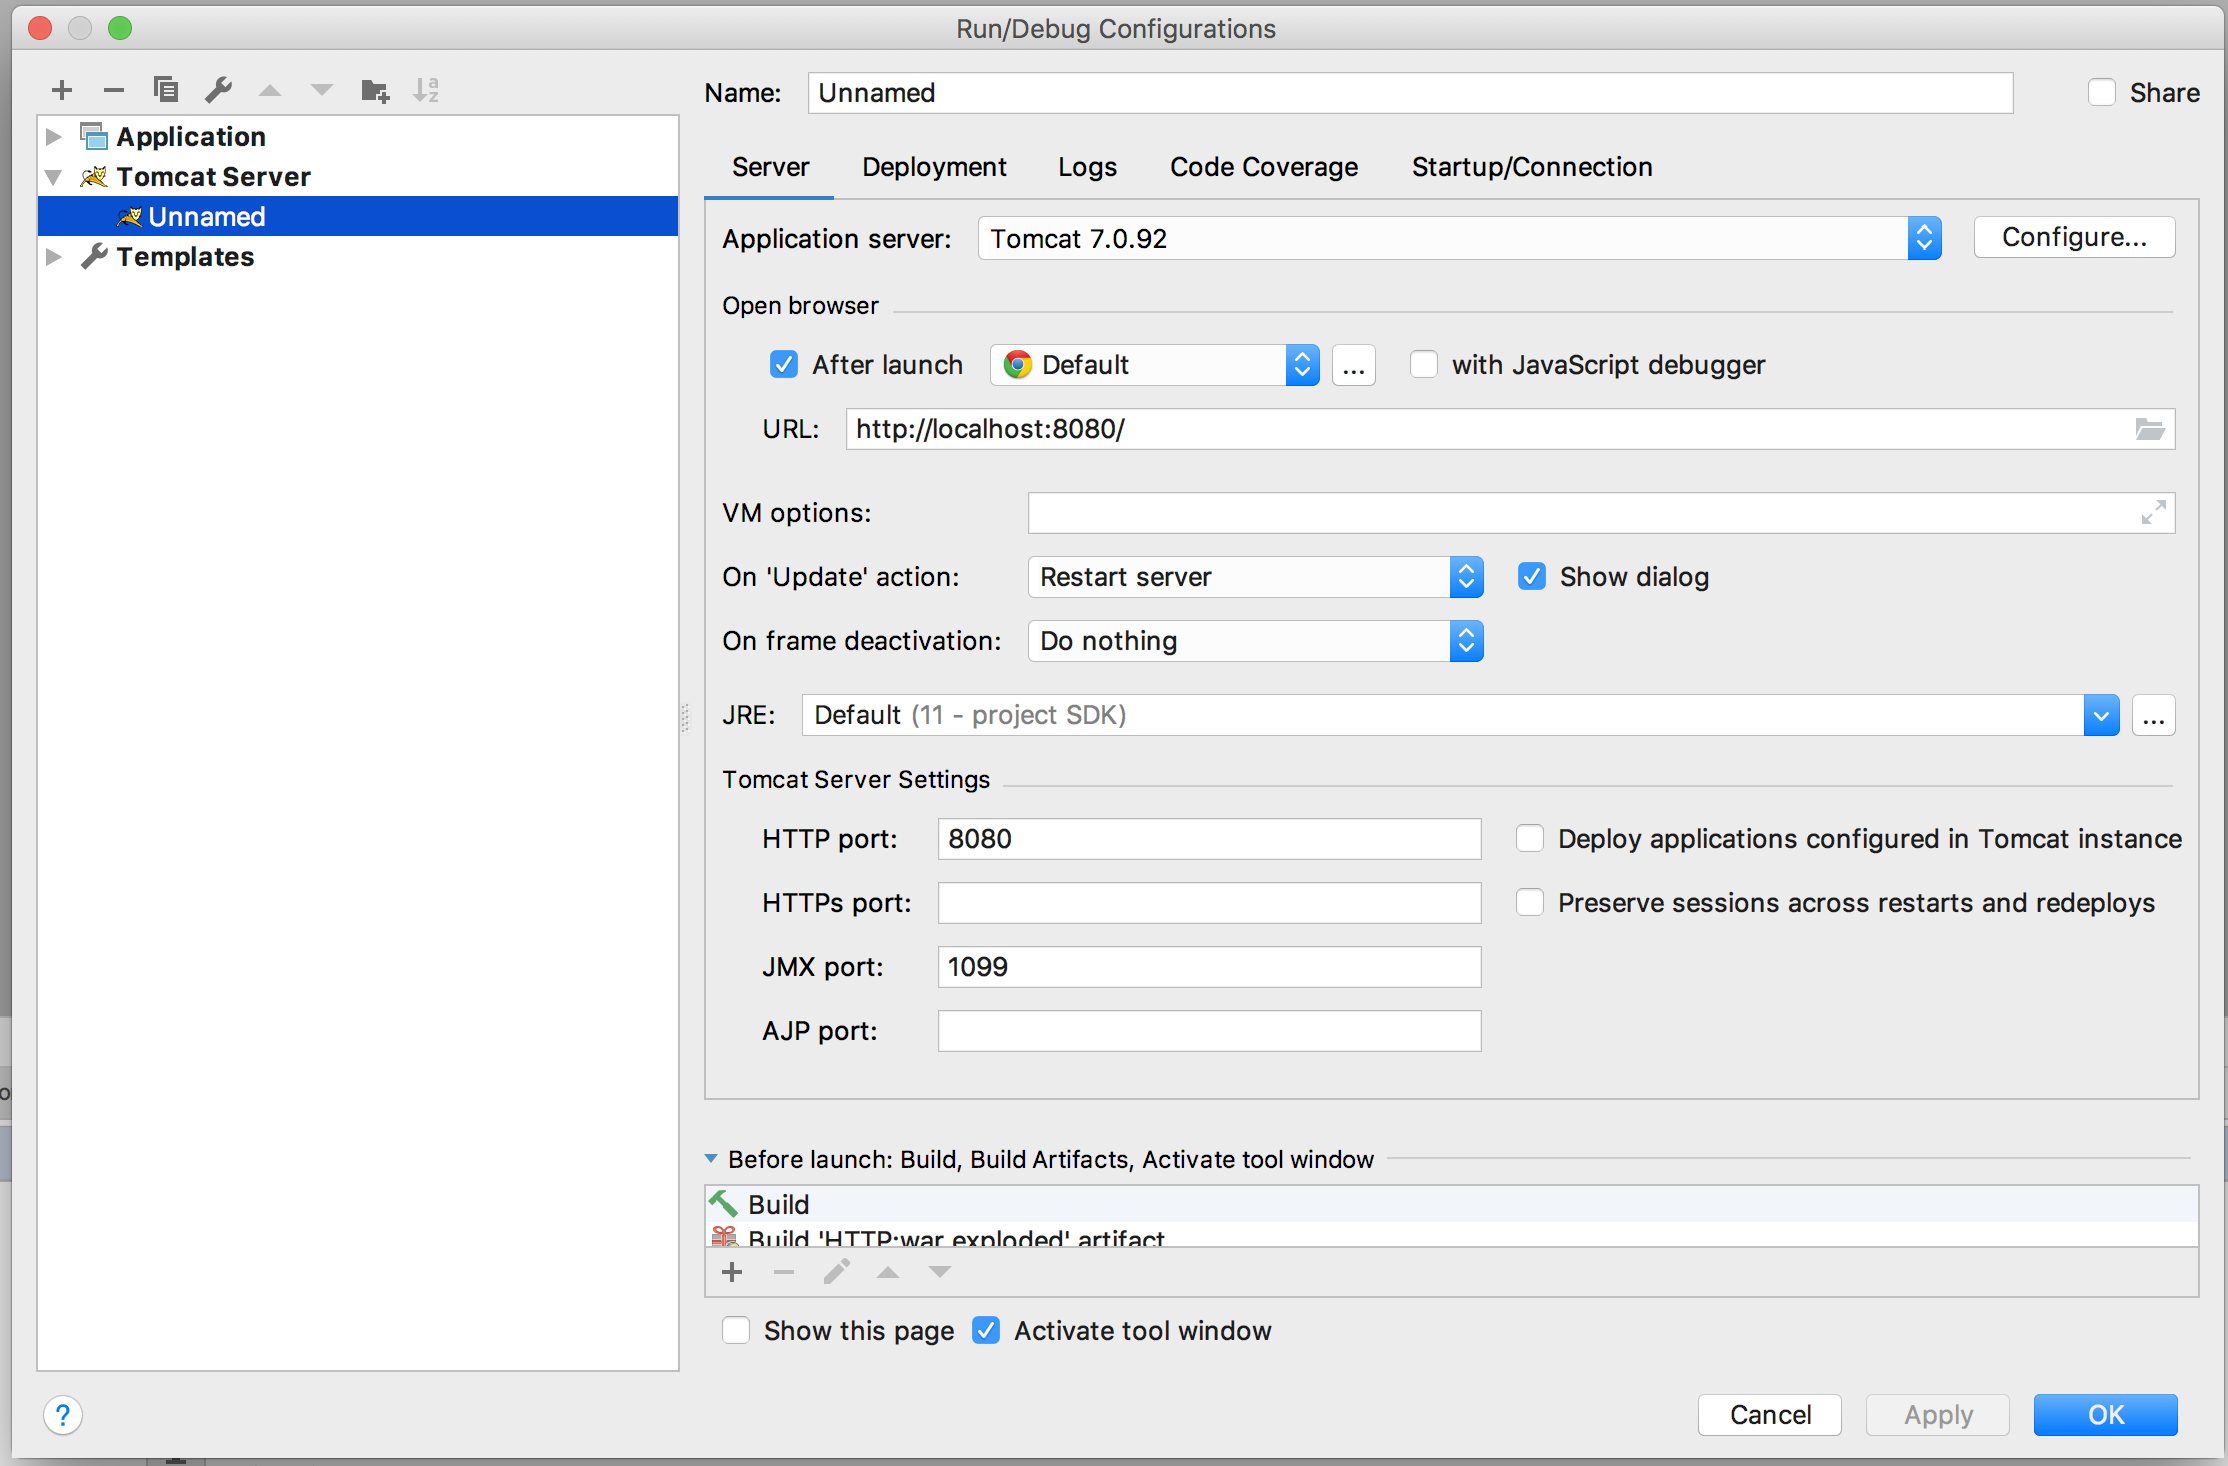 Run/Debug Configurations
Application
Tomcat Server
Unnamed
Templates
Name: Unnamed Share
Server Deployment Logs Code Coverage Startup/Connection
Application server: Tomcat 7.0.92 Configure...
Open browser
After launch Default ... with JavaScript debugger
URL: http://localhost:8080/
VM options:
On 'Update' action: Restart server Show dialog
On frame deactivation: Do nothing
JRE: Default (11 - project SDK) ...
Tomcat Server Settings
HTTP port: 8080 Deploy applications configured in Tomcat instance
HTTPs port: Preserve sessions across restarts and redeploys
JMX port: 1099
AJP port:
Before launch: Build, Build Artifacts, Activate tool window
Build
Build 'HTTP:war exploded' artifact
Show this page Activate tool window
? Cancel Apply OK